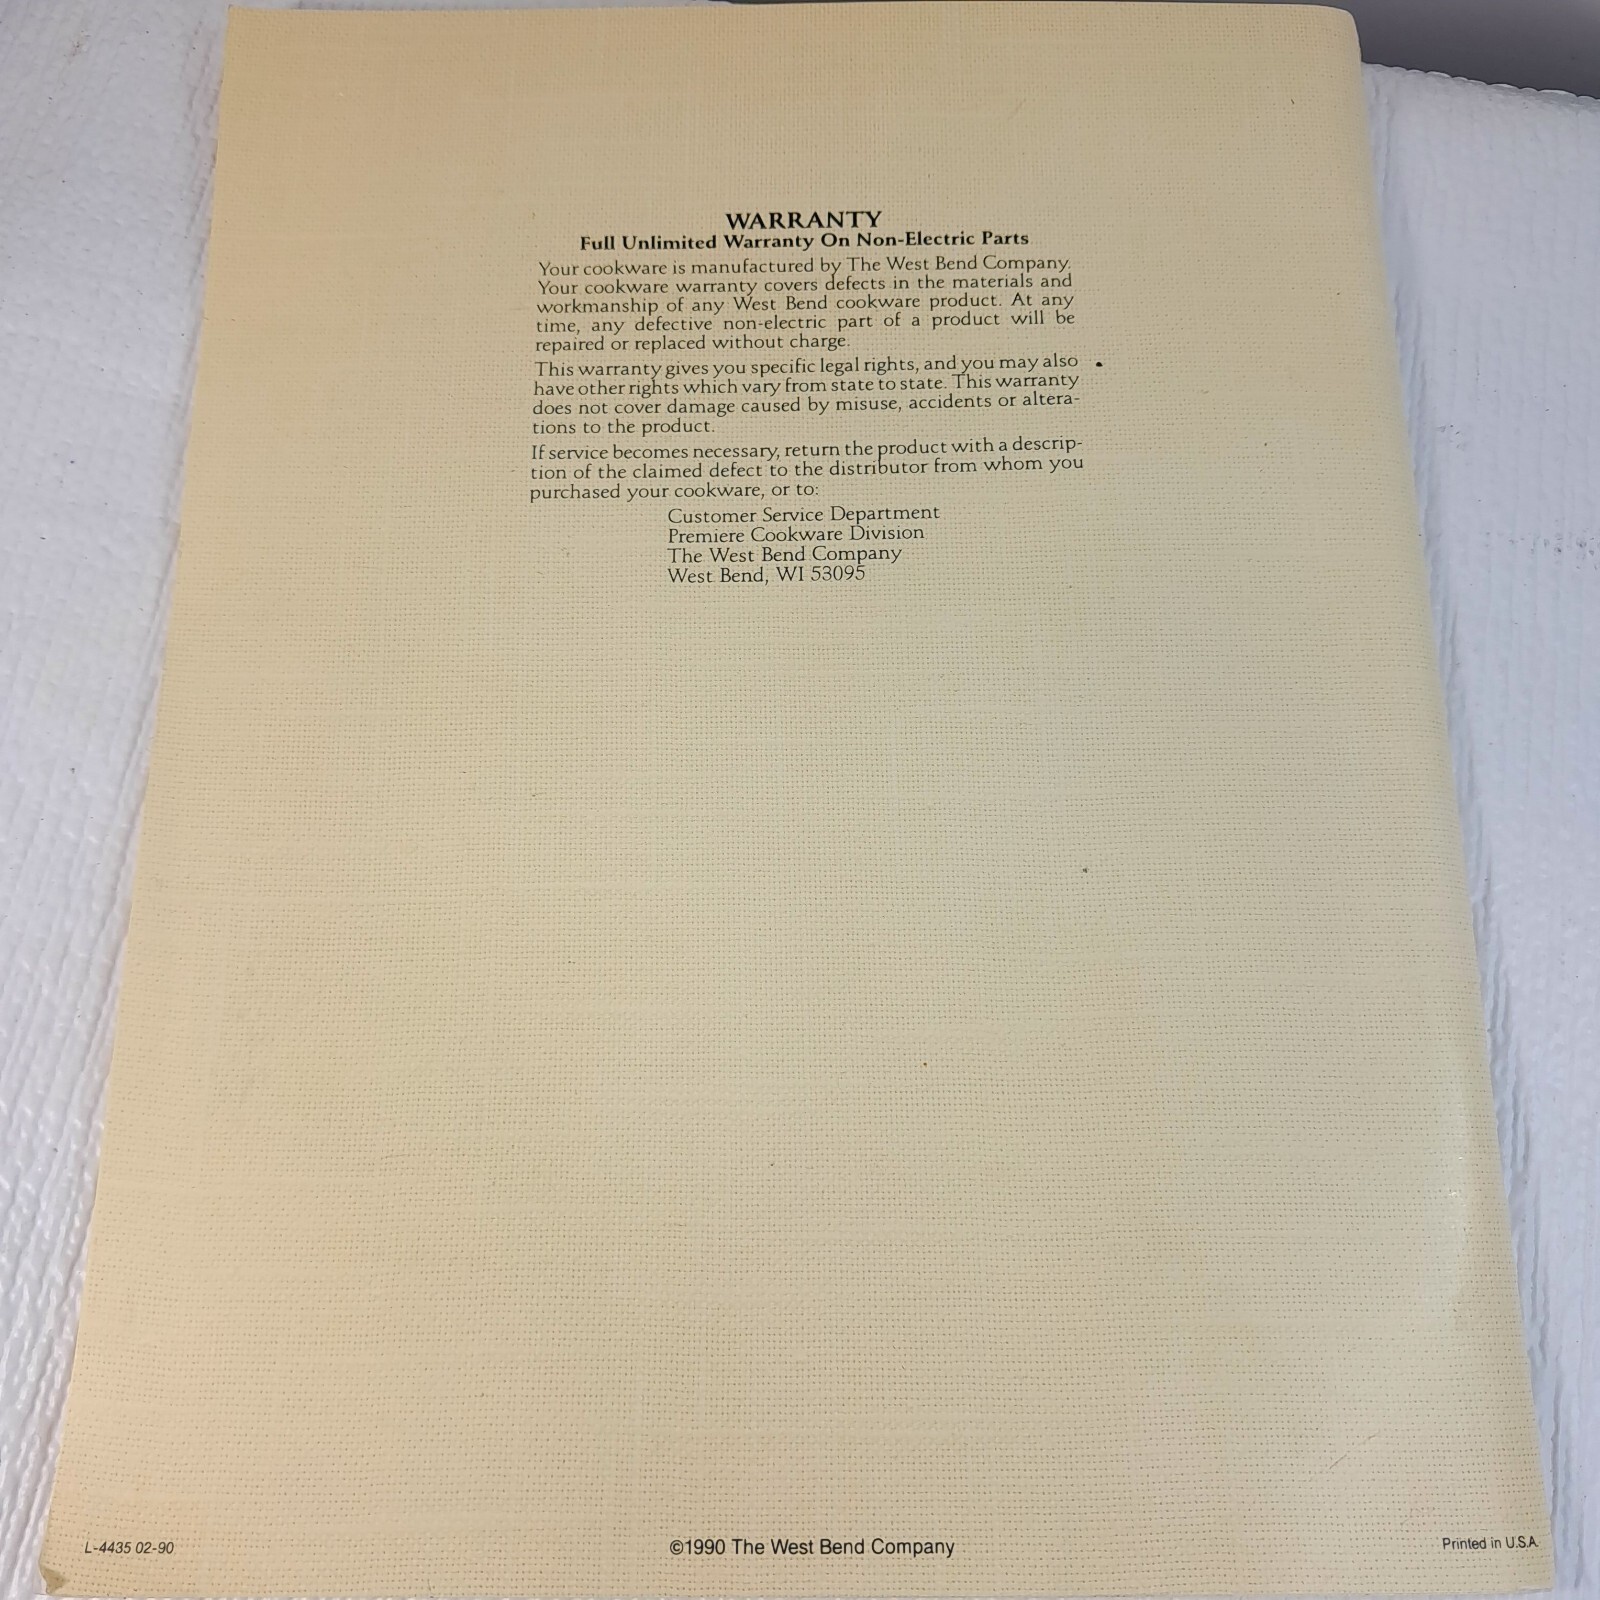 WARRANTY
Full Unlimited Warranty On Non-Electric Parts
Your cookware is manufactured by The West Bend Company.
Your cookware warranty covers defects in the materials and
workmanship of any West Bend cookware product. At any
time, any defective non-electric part of a product will be
repaired or replaced without charge.
This warranty gives you specific legal rights, and you may also
have other rights which vary from state to state. This warranty
does not cover damage caused by misuse, accidents or altera-
tions to the product.
If service becomes necessary, return the product with a descrip-
tion of the claimed defect to the distributor from whom you
purchased your cookware, or to:
Customer Service Department
Premiere Cookware Division
The West Bend Company
West Bend, WI 53095
L-4435 02-90
©1990 The West Bend Company
Printed in U.S.A.